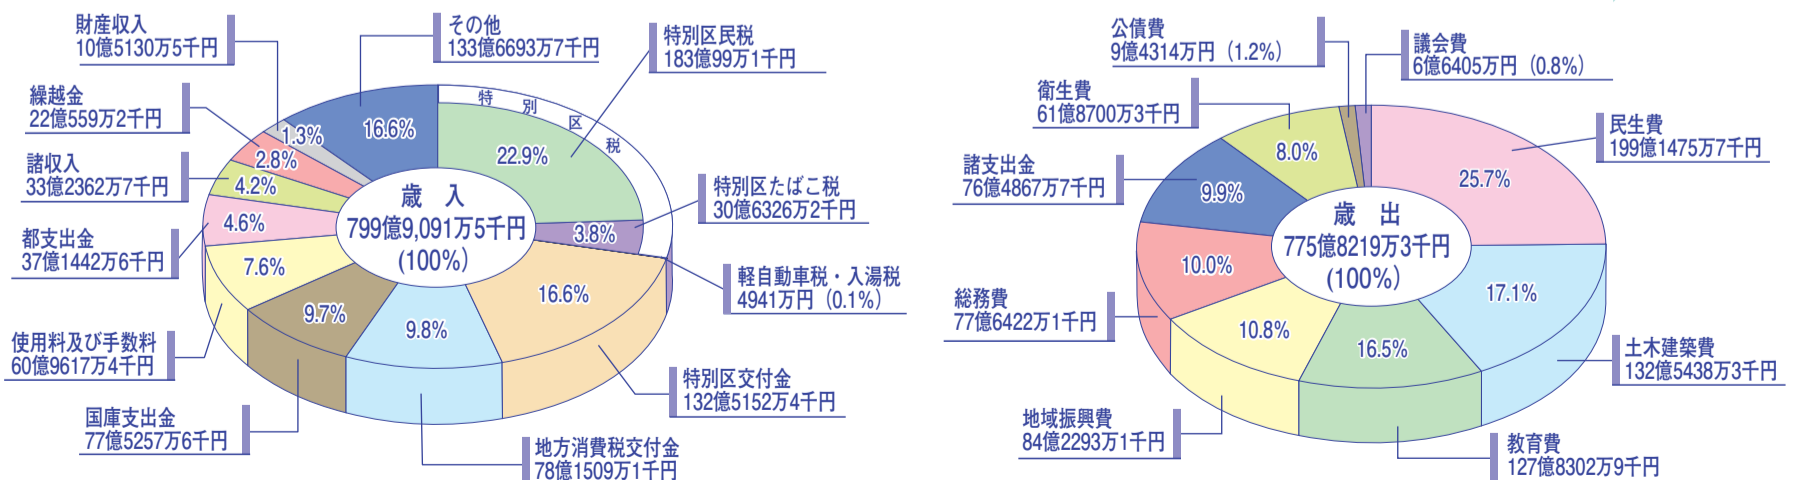 財産収入
10億5130万5千円
その他
133億6693万7千円
特別区民税
183億99万1千円
繰越金
22億559万2千円
諸収入
33億2362万7千円
都支出金
37億1442万6千円
使用料及び手数料
60億9617万4千円
国庫支出金
77億5257万6千円
地方消費税交付金
78億1509万1千円
特別区交付金
132億5152万4千円
軽自動車税・入湯税
4941万円（0.1%）
特別区たばこ税
30億6326万2千円
特別区税
1.3%
16.6%
22.9%
2.8%
4.2%
4.6%
3.8%
7.6%
16.6%
9.7%
9.8%
歳　入
799億9,091万5千円
(100%)
公債費
9億4314万円（1.2%）
議会費
6億6405万円（0.8%）
衛生費
61億8700万3千円
民生費
199億1475万7千円
諸支出金
76億4867万7千円
総務費
77億6422万1千円
土木建築費
132億5438万3千円
地域振興費
84億2293万1千円
教育費
127億8302万9千円
8.0%
25.7%
9.9%
10.0%
17.1%
10.8%
16.5%
歳　出
775億8219万3千円
(100%)